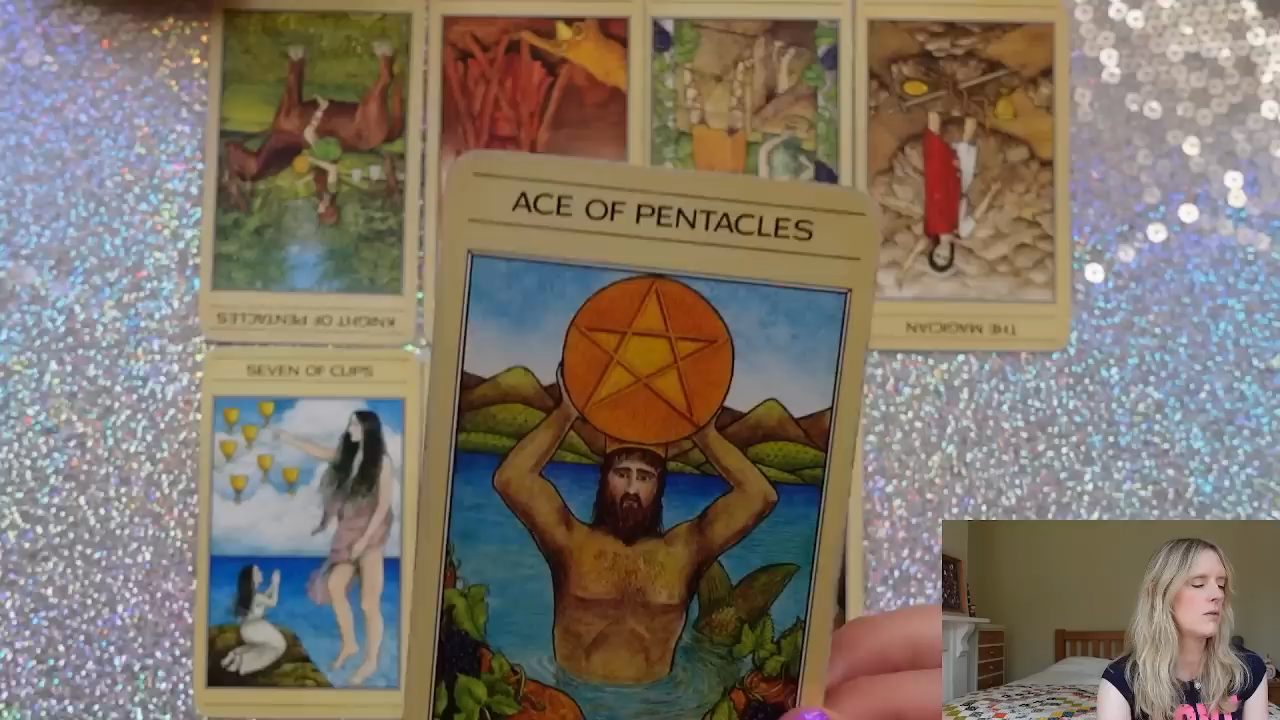 KNIGHT OF PENTACLES
THE MAGICIAN
ACE OF PENTACLES
SEVEN OF CUPS